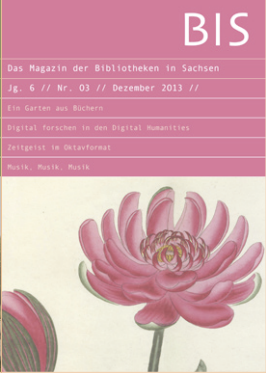 BIS
Das Magazin der Bibliotheken in Sachsen
Jg. 6 // Nr. 03 // Dezember 2013 //
Ein Garten aus Büchern
Digital forschen in den Digital Humanities
Zeitgeist im Oktavformat
Musik, Musik, Musik